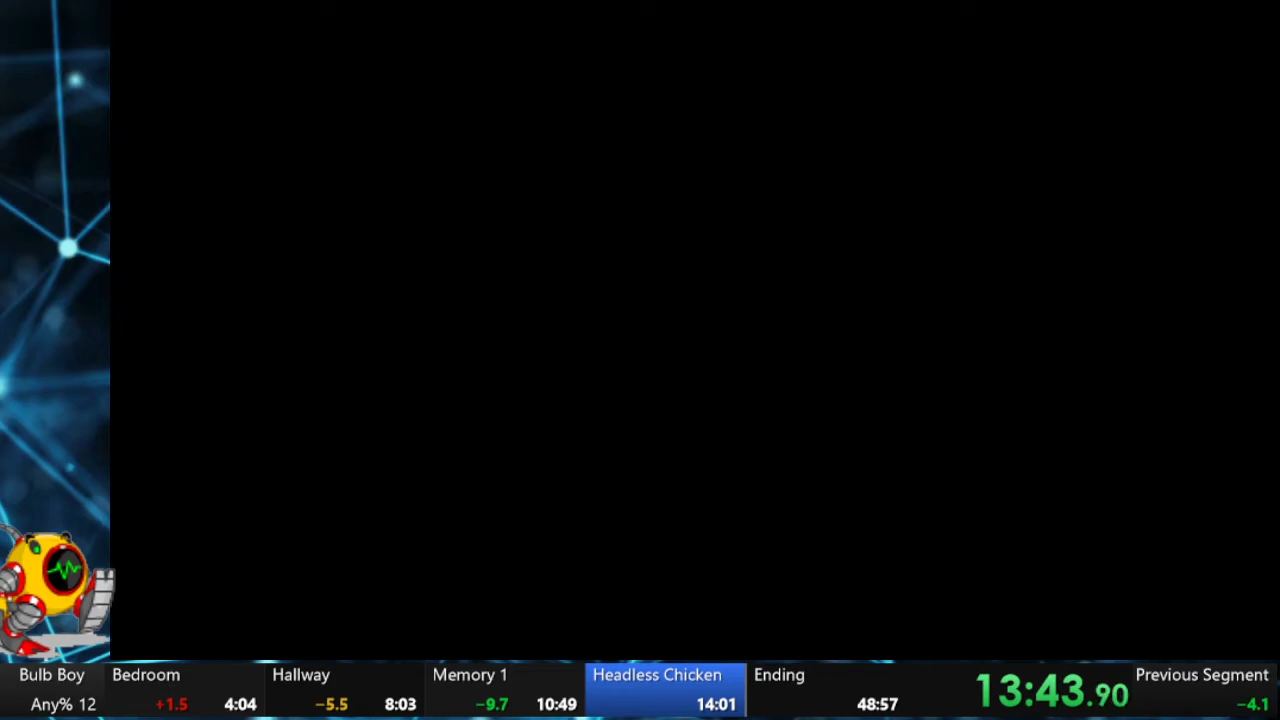 Bulb Boy
Any% 12
Bedroom
+1.5 4:04
Hallway
−5.5 8:03
Memory 1
−9.7 10:49
Headless Chicken
14:01
Ending
48:57
13:43.90
Previous Segment
−4.1